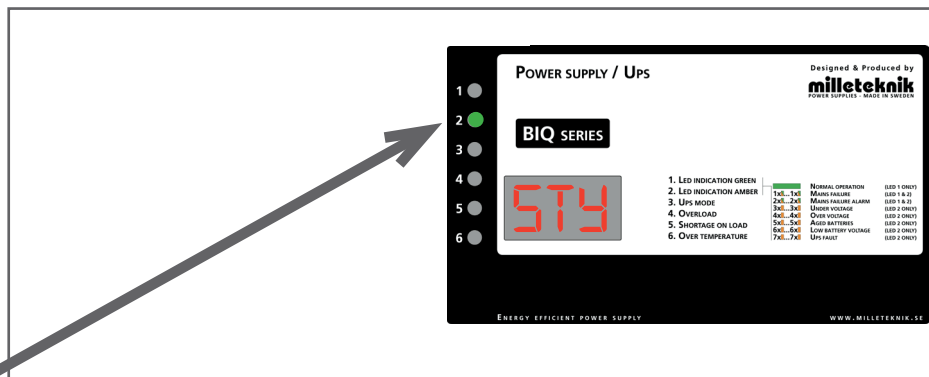 POWER SUPPLY / UPS
Designed & Produced by
milleteknik
POWER SUPPLIES - MADE IN SWEDEN
BIQ SERIES
1
2
3
4
5
6
STY
1. LED INDICATION GREEN
2. LED INDICATION AMBER
3. UPS MODE
4. OVERLOAD
5. SHORTAGE ON LOAD
6. OVER TEMPERATURE
NORMAL OPERATION (LED 1 ONLY)
1x...1x MAINS FAILURE (LED 1 & 2)
2x...2x MAINS FAILURE ALARM (LED 1 & 2)
3x...3x UNDER VOLTAGE (LED 2 ONLY)
4x...4x OVER VOLTAGE (LED 2 ONLY)
5x...5x AGED BATTERIES (LED 2 ONLY)
6x...6x LOW BATTERY VOLTAGE (LED 2 ONLY)
7x...7x UPS FAULT (LED 2 ONLY)
ENERGY EFFICIENT POWER SUPPLY
WWW.MILLETEKNIK.SE